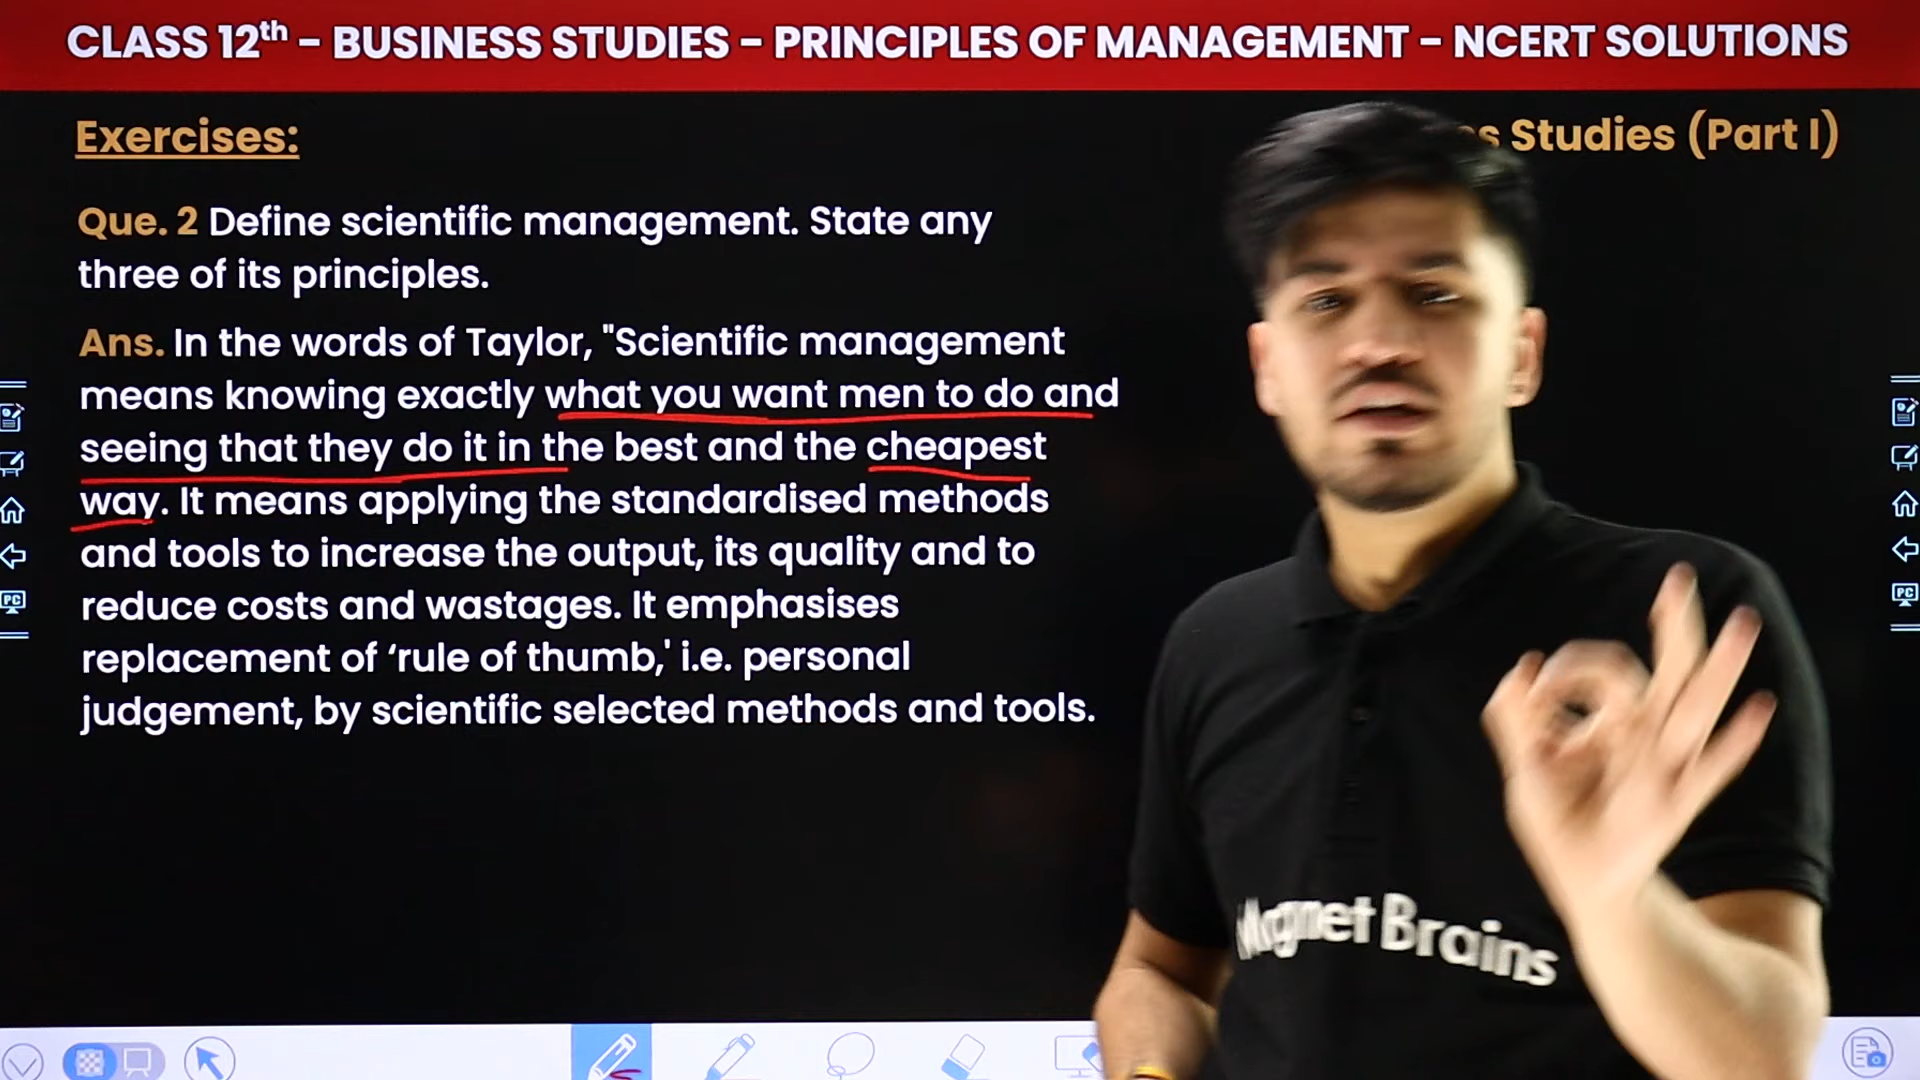 CLASS 12th - BUSINESS STUDIES - PRINCIPLES OF MANAGEMENT - NCERT SOLUTIONS
Exercises:
Studies (Part I)
Que. 2 Define scientific management. State any
three of its principles.
Ans. In the words of Taylor, "Scientific management
means knowing exactly what you want men to do and
seeing that they do it in the best and the cheapest
way. It means applying the standardised methods
and tools to increase the output, its quality and to
reduce costs and wastages. It emphasises
replacement of ‘rule of thumb,' i.e. personal
judgement, by scientific selected methods and tools.
Magnet Brains
PC
PC